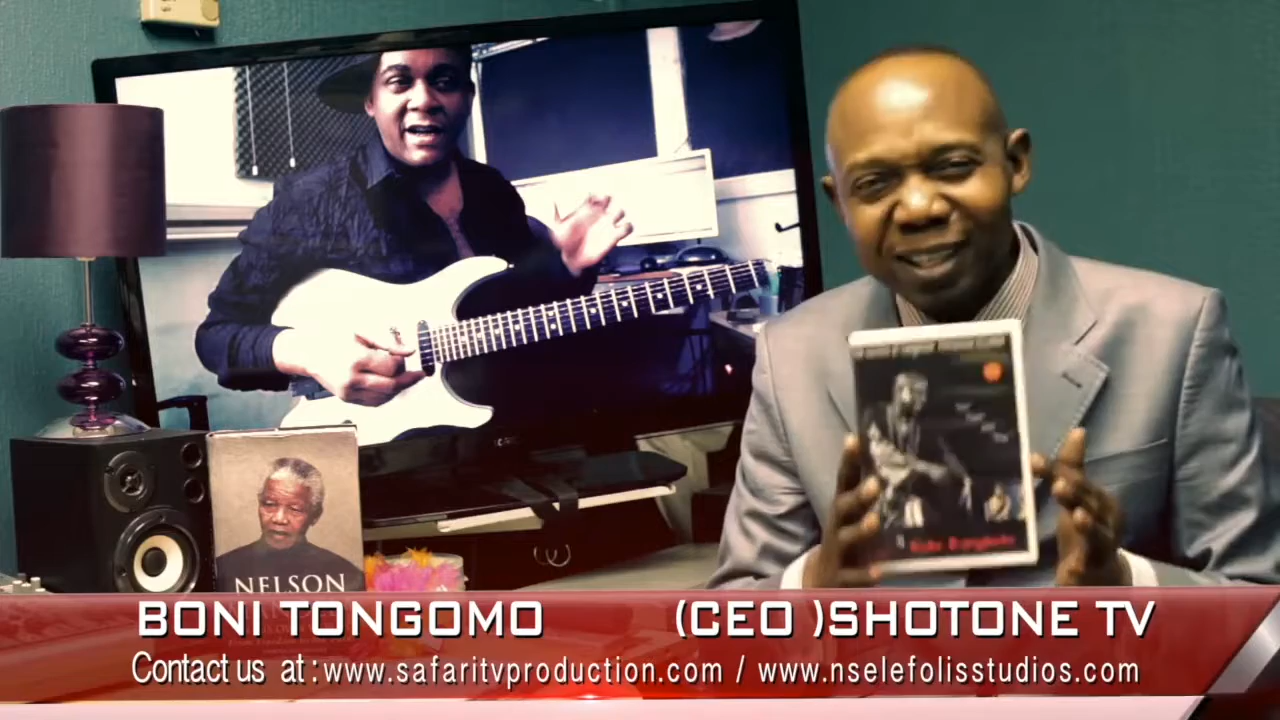 NELSON
BONI TONGOMO (CEO )SHOTONE TV
Contact us at : www.safaritvproduction.com / www.nselefolisstudios.com